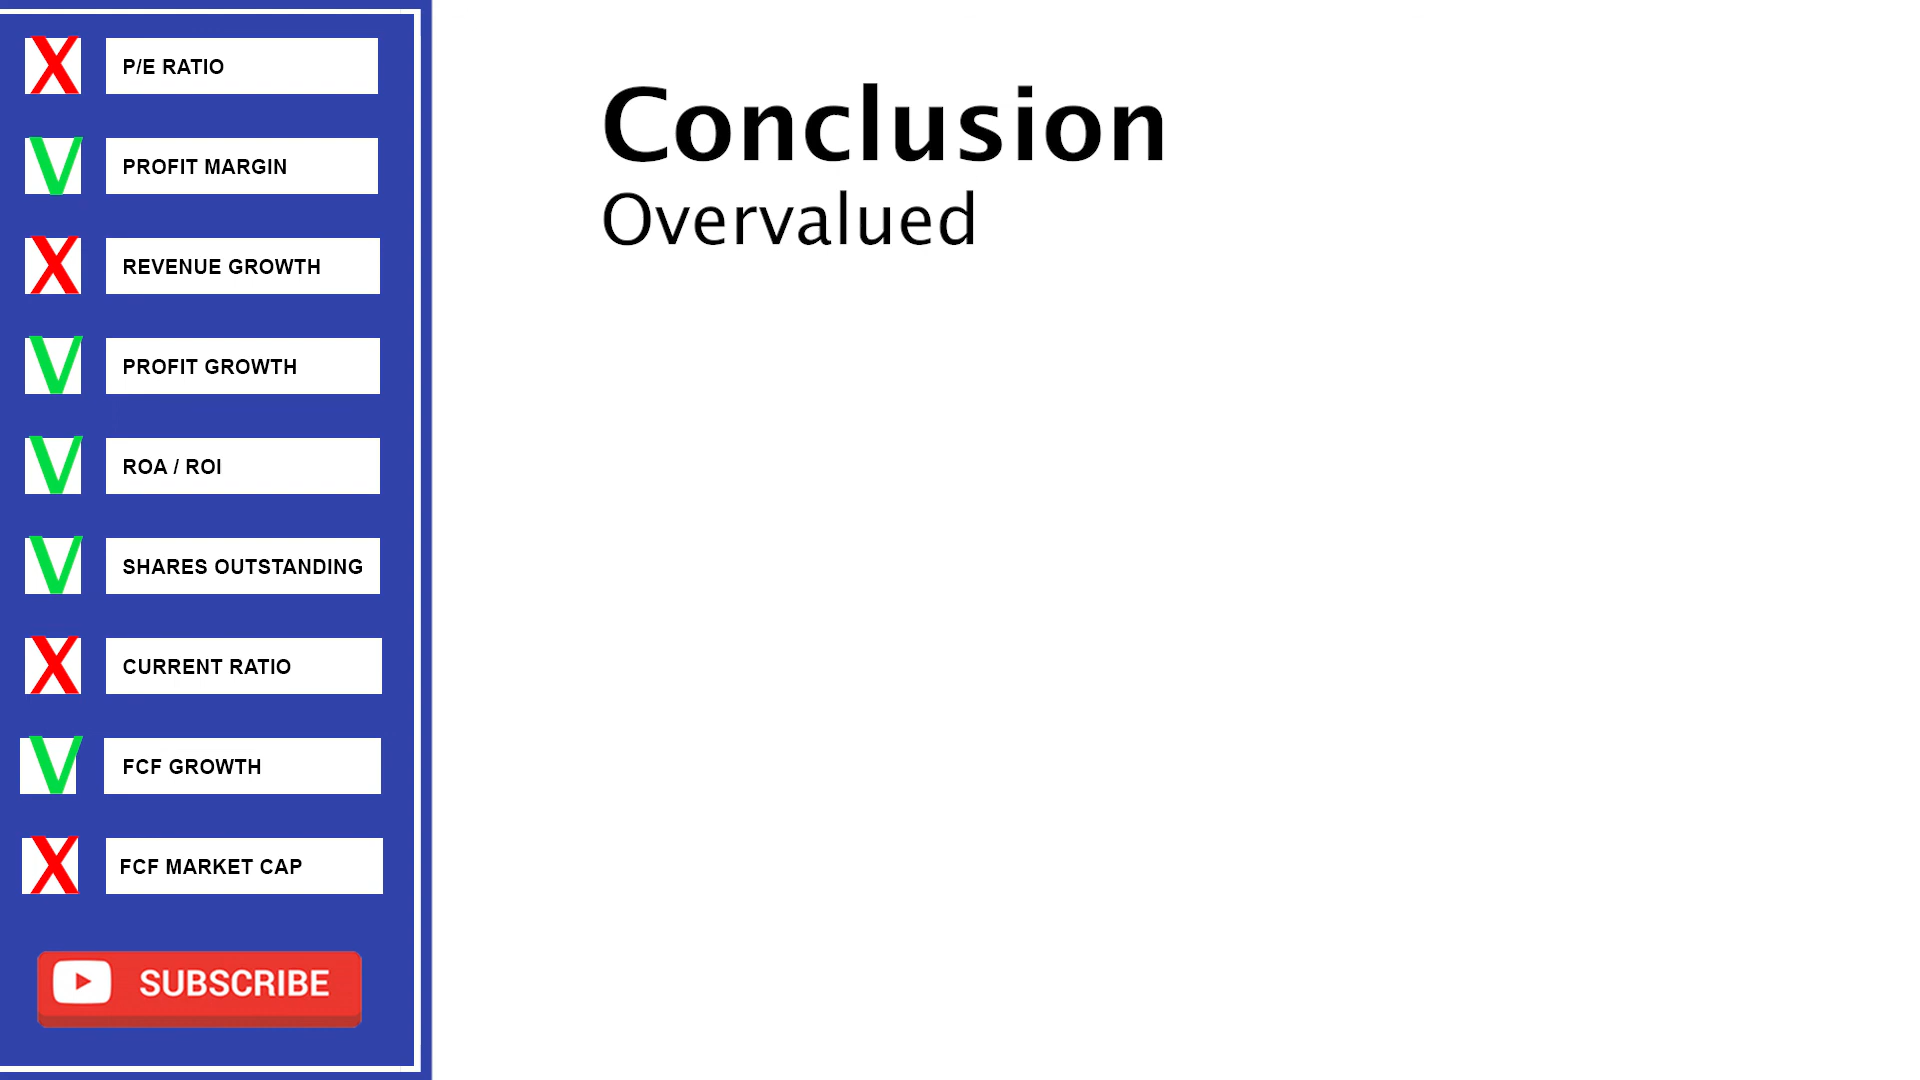 X P/E RATIO
V PROFIT MARGIN
X REVENUE GROWTH
V PROFIT GROWTH
V ROA / ROI
V SHARES OUTSTANDING
X CURRENT RATIO
V FCF GROWTH
X FCF MARKET CAP
SUBSCRIBE
Conclusion
Overvalued